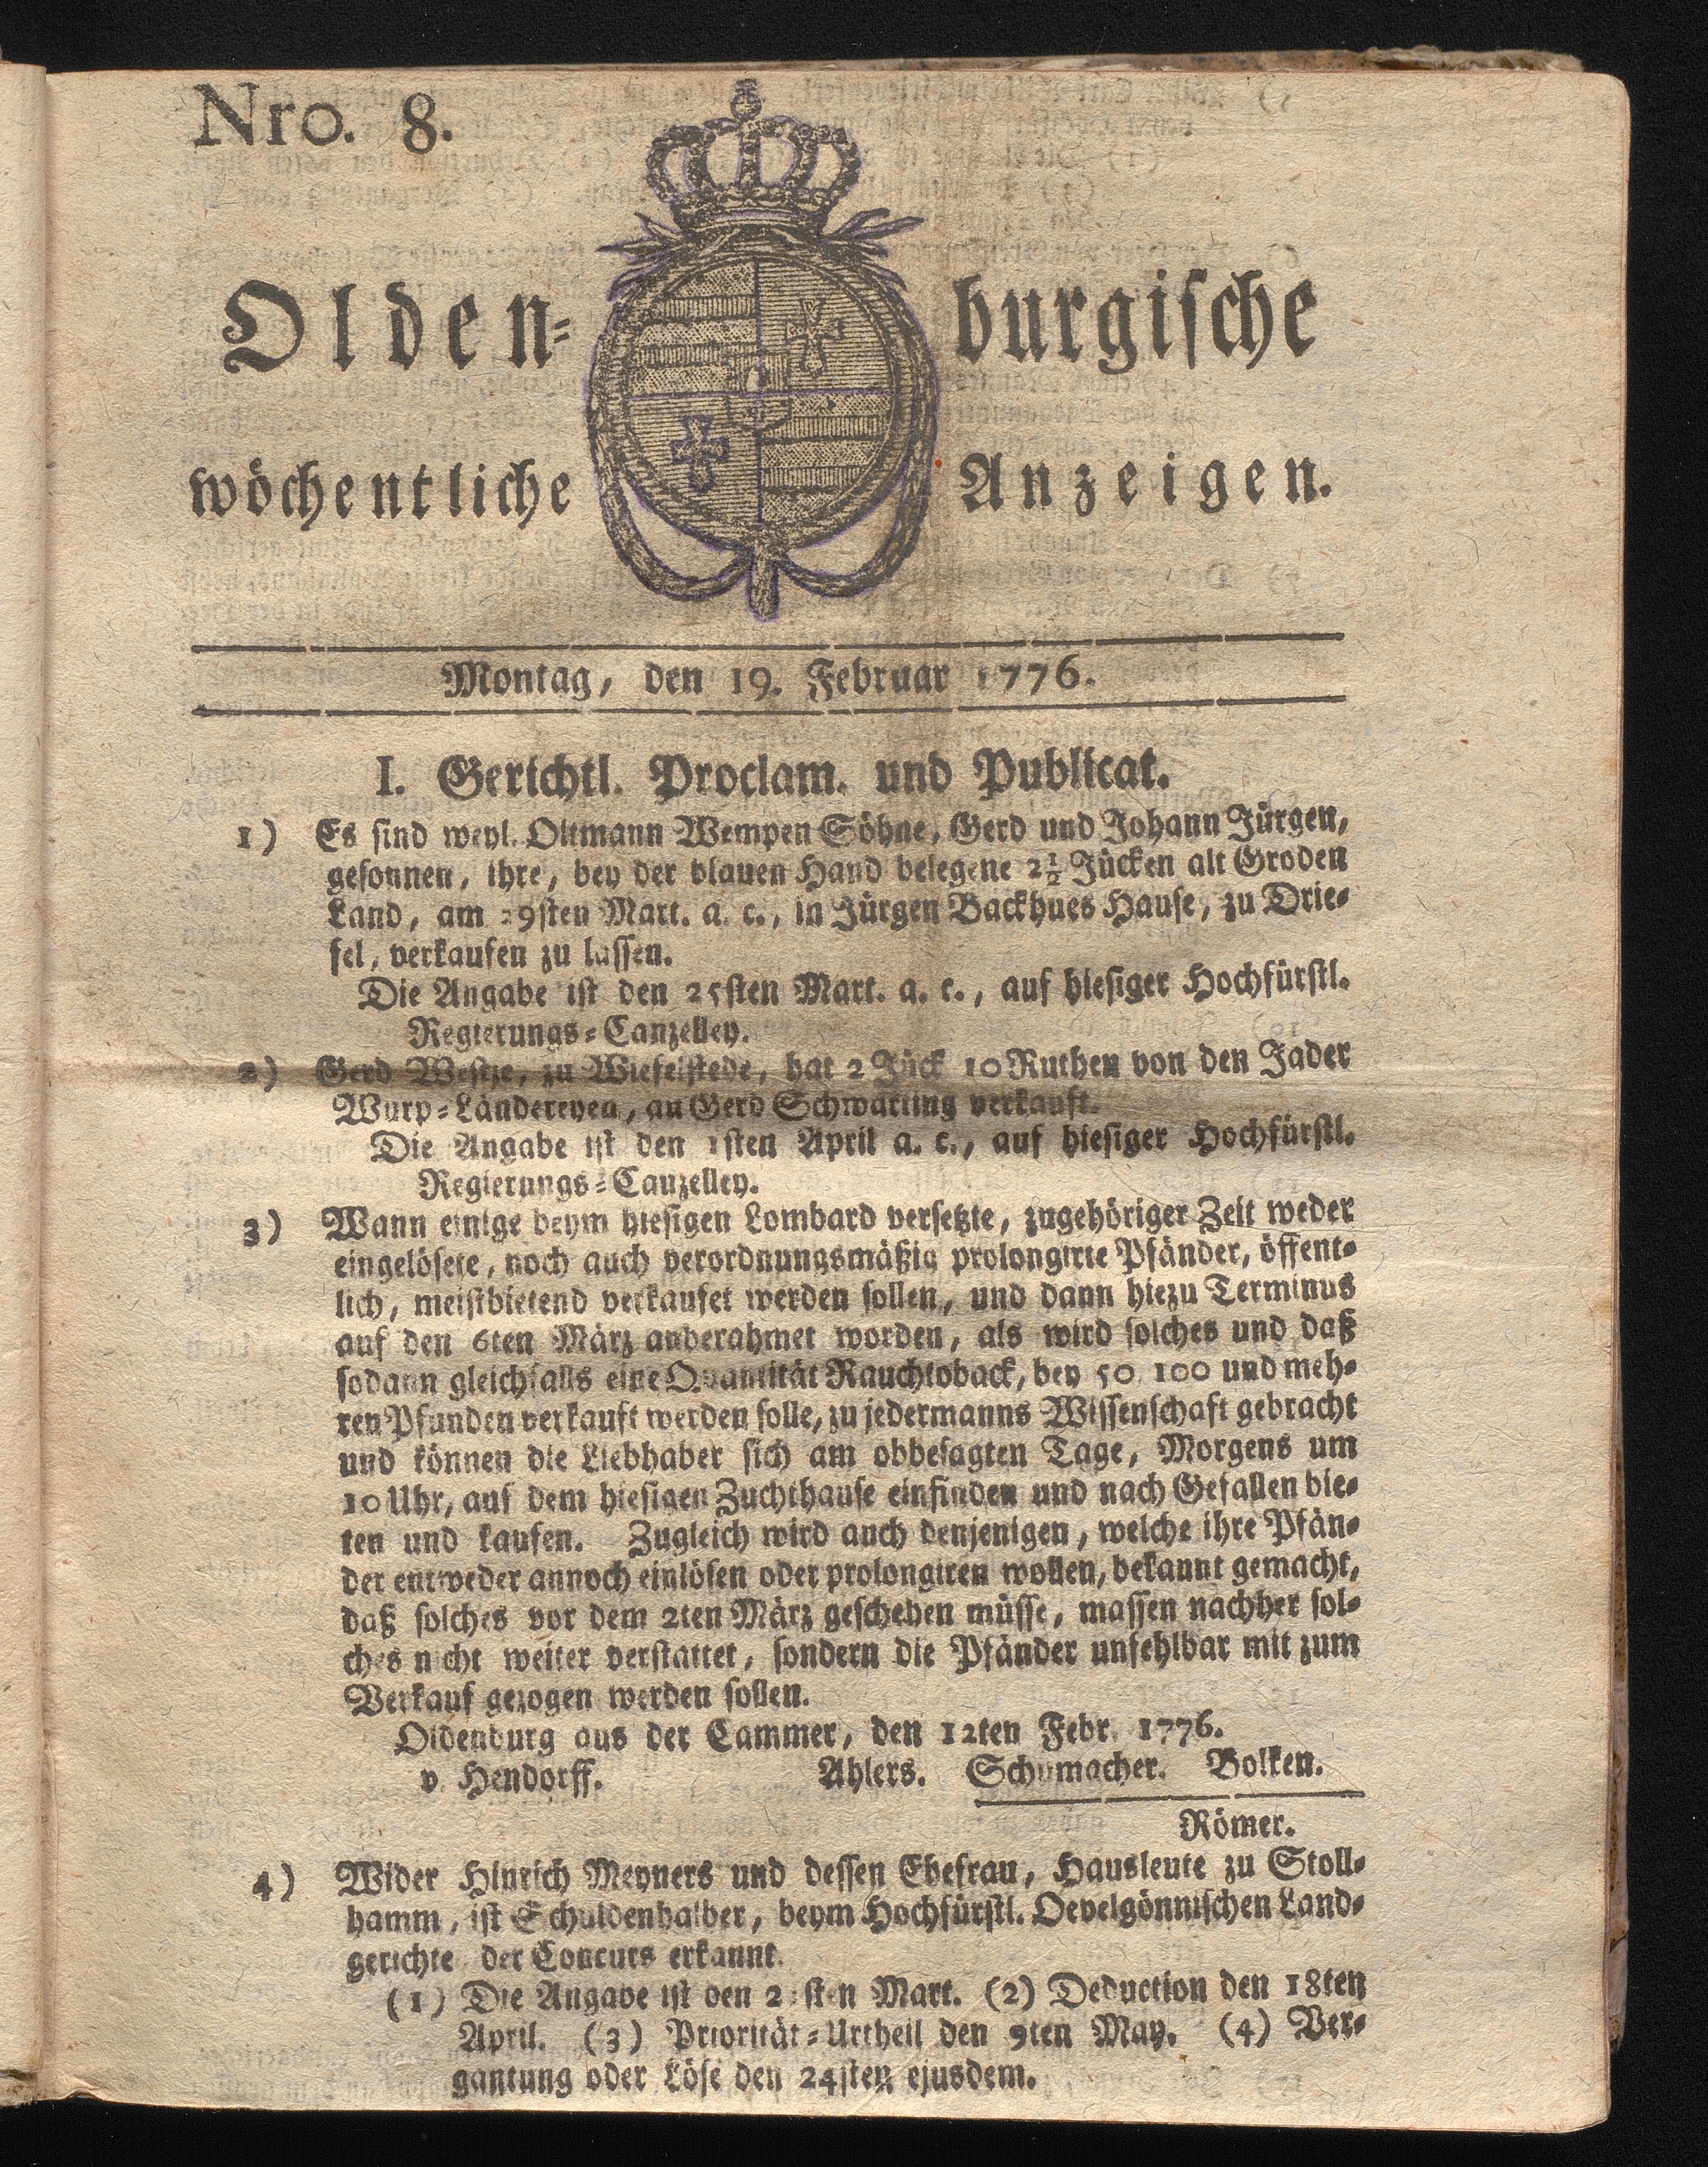 Nro. 8.
Olden- burgische
wöchentliche Anzeigen.
Montag, den 19. Februar 1776.
I. Gerichtl. Proclam. und Publicat.
1) Es sind weyl. Oltmann Wempen Söhne, Gerd und Johann Jürgen,
gesonnen, ihre, bey der blauen Hand belegene 2½ Jücken alt Groden
Land, am 29sten Mart. a. c., in Jürgen Backhues Hause, zu Drie-
fel, verkaufen zu lassen.
Die Angabe ist den 25sten Mart. a. c., auf hiesiger Hochfürstl.
Regierungs-Canzelley.
2) Gerd Westje, zu Wiefelstede, hat 2 Jück 10 Ruthen von den Jader
Wurp-Ländereyen, an Gerd Schwarting verkauft.
Die Angabe ist den 1sten April a. c., auf hiesiger Hochfürstl.
Regierungs-Canzelley.
3) Wann einige beym hiesigen Lombard versetzte, zugehöriger Zeit weder
eingelösete, noch auch verordnungsmäßig prolongirte Pfänder, öffent-
lich, meistbietend verkaufet werden sollen, und dann hiezu Terminus
auf den 6ten März anberahmet worden, als wird solches und daß
sodann gleichfalls eine Quantität Rauchtoback, bey 50 100 und meh-
ren Pfunden verkauft werden solle, zu jedermanns Wissenschaft gebracht
und können die Liebhaber sich am obbesagten Tage, Morgens um
10 Uhr, auf dem hiesigen Zuchthause einfinden und nach Gefallen bie-
ten und kaufen. Zugleich wird auch denjenigen, welche ihre Pfän-
der entweder annoch einlösen oder prolongiren wollen, bekannt gemacht,
daß solches vor dem 2ten März geschehen müsse, massen nachher sol-
ches nicht weiter verstattet, sondern die Pfänder unfehlbar mit zum
Verkauf gezogen werden sollen.
Oldenburg aus der Cammer, den 12ten Febr. 1776.
v Hendorff. Ahlers. Schumacher. Bolken.
Römer.
4) Wider Hinrich Meyners und dessen Ehefrau, Hausleute zu Stoll-
hamm, ist Schuldenhalber, beym Hochfürstl. Oevelgönnischen Land-
gerichte der Concurs erkannt.
(1) Die Angabe ist den Mart. (2) Deduction den 18ten
April. (3) Priorität-Urtheil den 9ten May. (4) Ver-
gantung oder Löse den 24sten ejusdem.